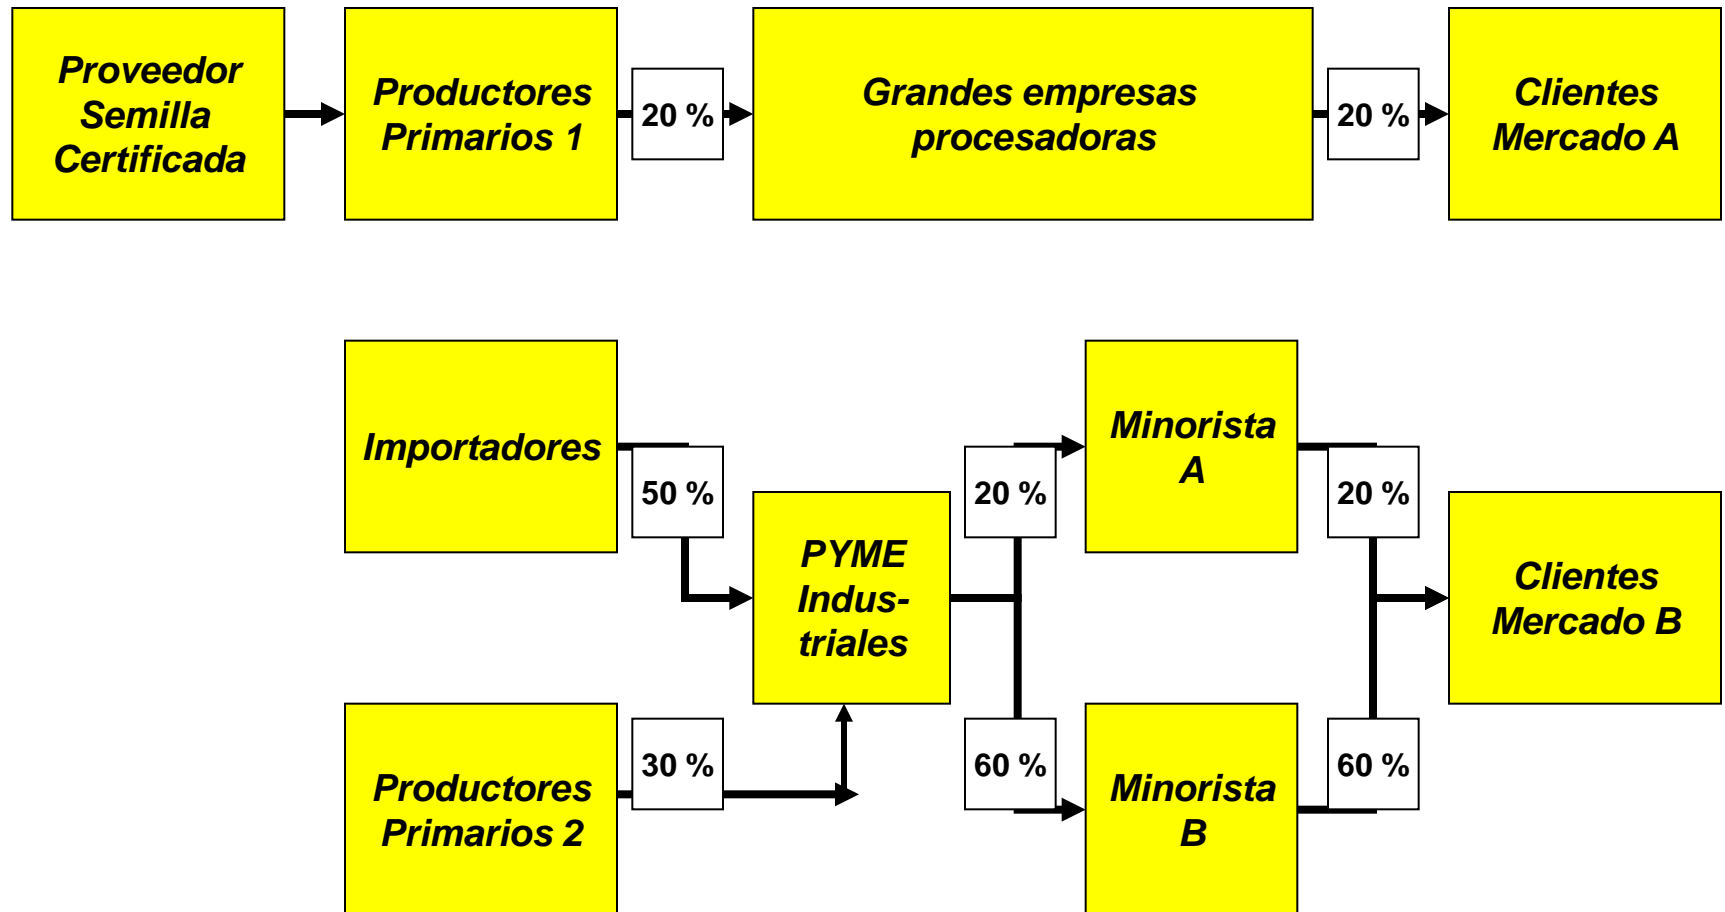 Proveedor
Semilla
Certificada
Productores
Primarios 1
20 %
Grandes empresas
procesadoras
20 %
Clientes
Mercado A
Importadores
50 %
PYME
Indus-
triales
20 %
Minorista
A
20 %
Clientes
Mercado B
Productores
Primarios 2
30 %
60 %
Minorista
B
60 %